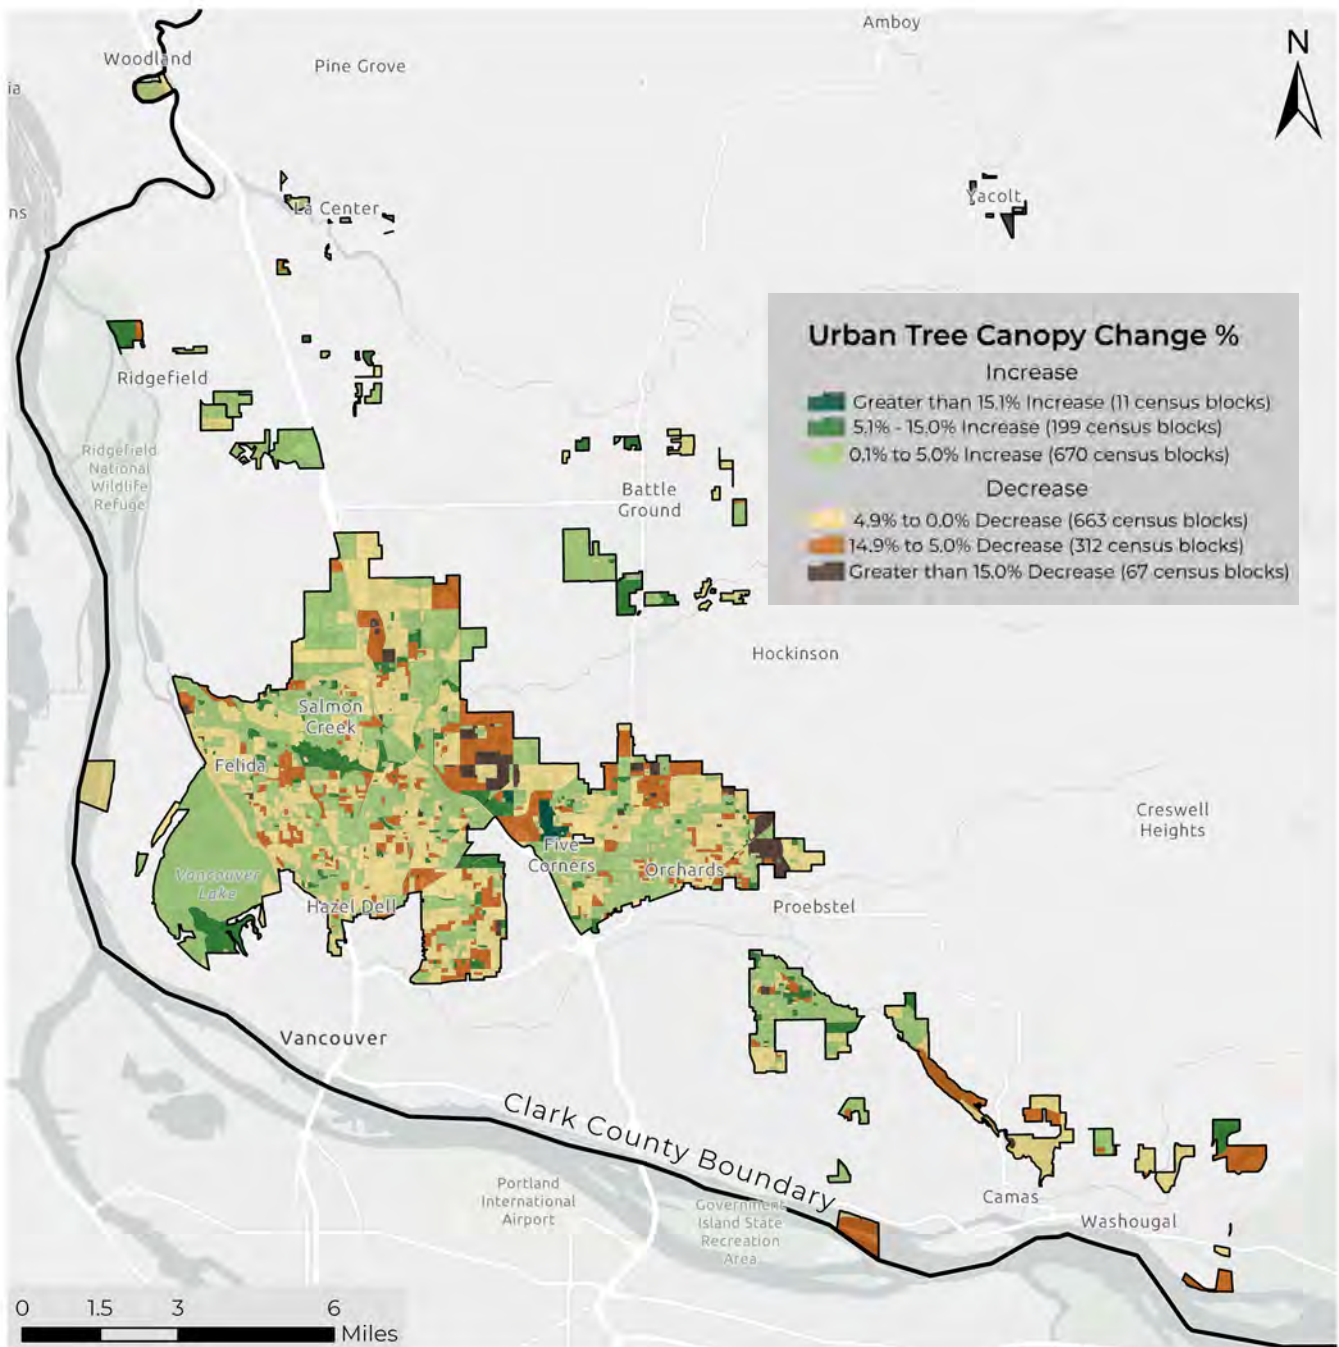 Amboy
Woodland
Pine Grove
N
ia
Yacolt
La Center
ns
Urban Tree Canopy Change %
Increase
Greater than 15.1% Increase (11 census blocks)
5.1% - 15.0% Increase (199 census blocks)
0.1% to 5.0% Increase (670 census blocks)
Decrease
4.9% to 0.0% Decrease (663 census blocks)
14.9% to 5.0% Decrease (312 census blocks)
Greater than 15.0% Decrease (67 census blocks)
Ridgefield
Ridgefield
National
Wildlife
Refuge
Battle
Ground
Hockinson
Salmon
Creek
Felida
Creswell
Heights
Five
Corners
Orchards
Vancouver
Lake
Hazel Dell
Proebstel
Vancouver
Clark County Boundary
Portland
International
Airport
Government
Island State
Recreation
Area
Camas
Washougal
0 1.5 3 6
Miles